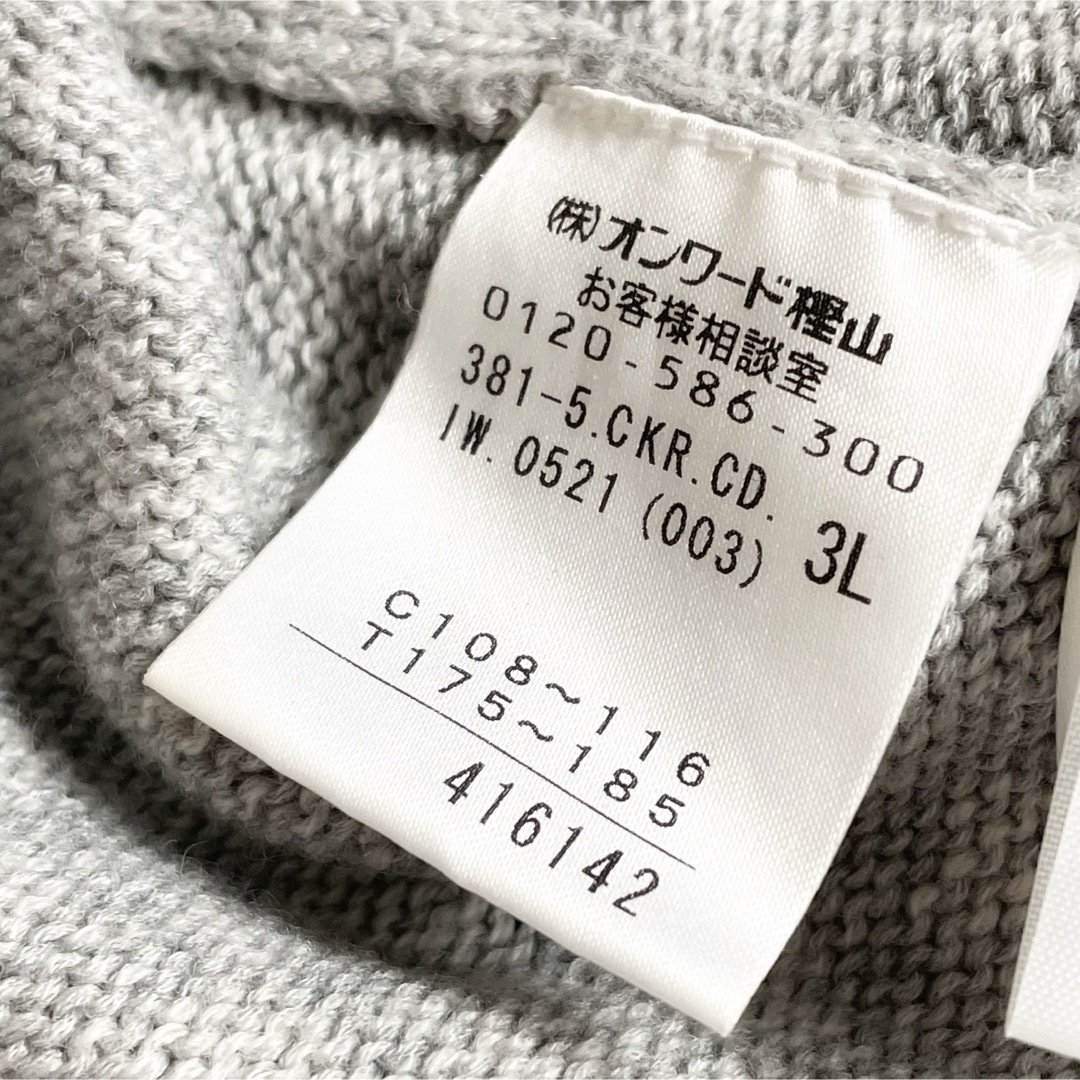 (株)オンワード樫山
お客様相談室
0120-586-300
381-5.CKR.CD.
IW.0521(003) 3L
C108~116
T175~185
416142